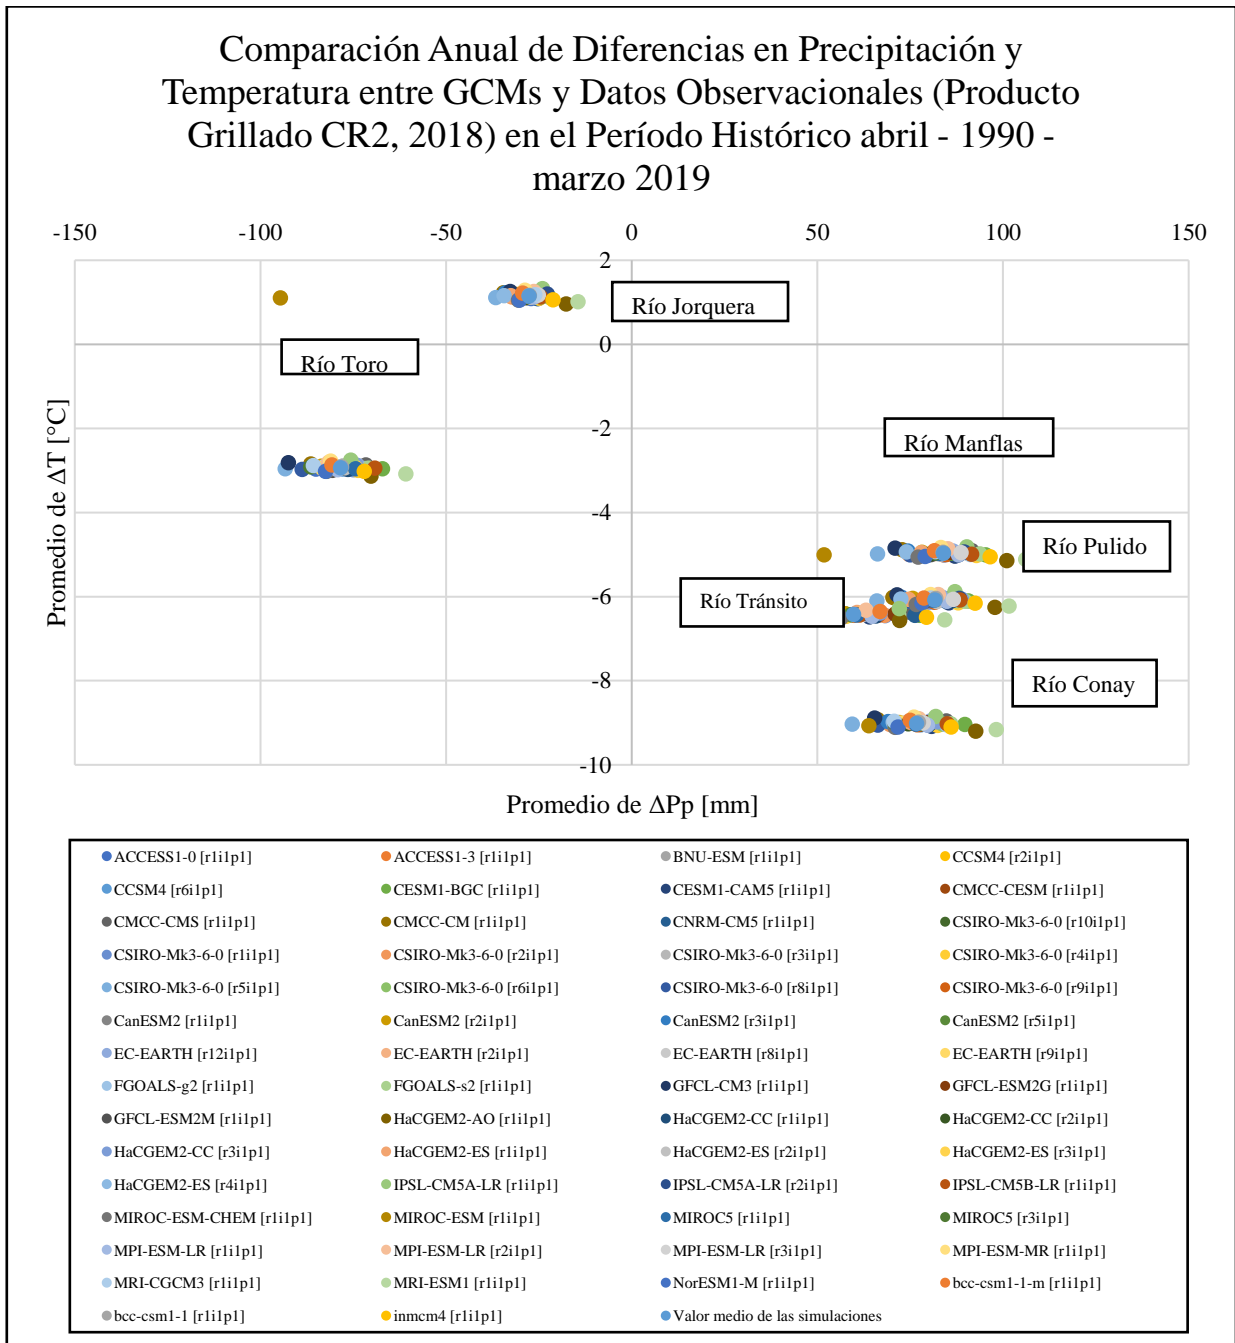 Comparación Anual de Diferencias en Precipitación y
Temperatura entre GCMs y Datos Observacionales (Producto
Grillado CR2, 2018) en el Período Histórico abril - 1990 -
marzo 2019
-150 -100 -50 0 50 100 150
2
Río Jorquera
0
Río Toro
-2
Río Manflas
-4
Río Pulido
-6
Río Tránsito
-8
Río Conay
-10
Promedio de ΔT [°C]
Promedio de ΔPp [mm]
ACCESS1-0 [r1i1p1] ACCESS1-3 [r1i1p1] BNU-ESM [r1i1p1] CCSM4 [r2i1p1]
CCSM4 [r6i1p1] CESM1-BGC [r1i1p1] CESM1-CAM5 [r1i1p1] CMCC-CESM [r1i1p1]
CMCC-CMS [r1i1p1] CMCC-CM [r1i1p1] CNRM-CM5 [r1i1p1] CSIRO-Mk3-6-0 [r10i1p1]
CSIRO-Mk3-6-0 [r1i1p1] CSIRO-Mk3-6-0 [r2i1p1] CSIRO-Mk3-6-0 [r3i1p1] CSIRO-Mk3-6-0 [r4i1p1]
CSIRO-Mk3-6-0 [r5i1p1] CSIRO-Mk3-6-0 [r6i1p1] CSIRO-Mk3-6-0 [r8i1p1] CSIRO-Mk3-6-0 [r9i1p1]
CanESM2 [r1i1p1] CanESM2 [r2i1p1] CanESM2 [r3i1p1] CanESM2 [r5i1p1]
EC-EARTH [r12i1p1] EC-EARTH [r2i1p1] EC-EARTH [r8i1p1] EC-EARTH [r9i1p1]
FGOALS-g2 [r1i1p1] FGOALS-s2 [r1i1p1] GFCL-CM3 [r1i1p1] GFCL-ESM2G [r1i1p1]
GFCL-ESM2M [r1i1p1] HaCGEM2-AO [r1i1p1] HaCGEM2-CC [r1i1p1] HaCGEM2-CC [r2i1p1]
HaCGEM2-CC [r3i1p1] HaCGEM2-ES [r1i1p1] HaCGEM2-ES [r2i1p1] HaCGEM2-ES [r3i1p1]
HaCGEM2-ES [r4i1p1] IPSL-CM5A-LR [r1i1p1] IPSL-CM5A-LR [r2i1p1] IPSL-CM5B-LR [r1i1p1]
MIROC-ESM-CHEM [r1i1p1] MIROC-ESM [r1i1p1] MIROC5 [r1i1p1] MIROC5 [r3i1p1]
MPI-ESM-LR [r1i1p1] MPI-ESM-LR [r2i1p1] MPI-ESM-LR [r3i1p1] MPI-ESM-MR [r1i1p1]
MRI-CGCM3 [r1i1p1] MRI-ESM1 [r1i1p1] NorESM1-M [r1i1p1] bcc-csm1-1-m [r1i1p1]
bcc-csm1-1 [r1i1p1] inmcm4 [r1i1p1] Valor medio de las simulaciones